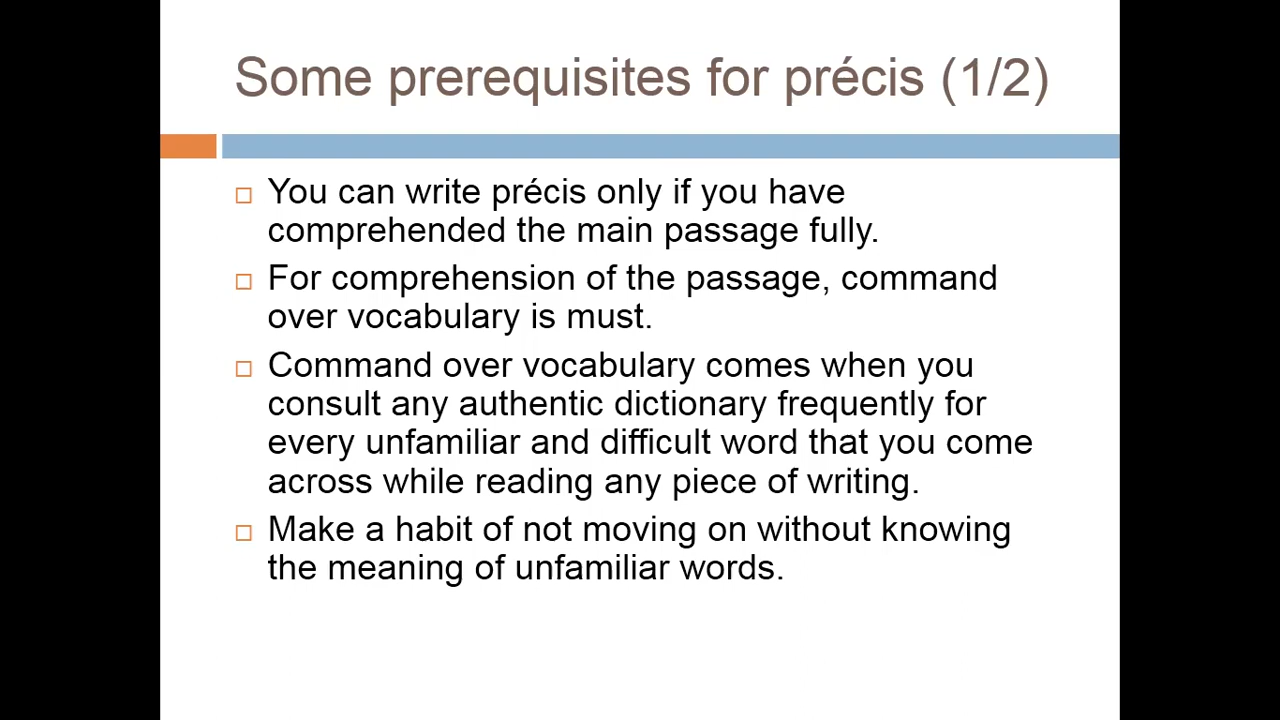 Some prerequisites for précis (1/2)
You can write précis only if you have
comprehended the main passage fully.
For comprehension of the passage, command
over vocabulary is must.
Command over vocabulary comes when you
consult any authentic dictionary frequently for
every unfamiliar and difficult word that you come
across while reading any piece of writing.
Make a habit of not moving on without knowing
the meaning of unfamiliar words.